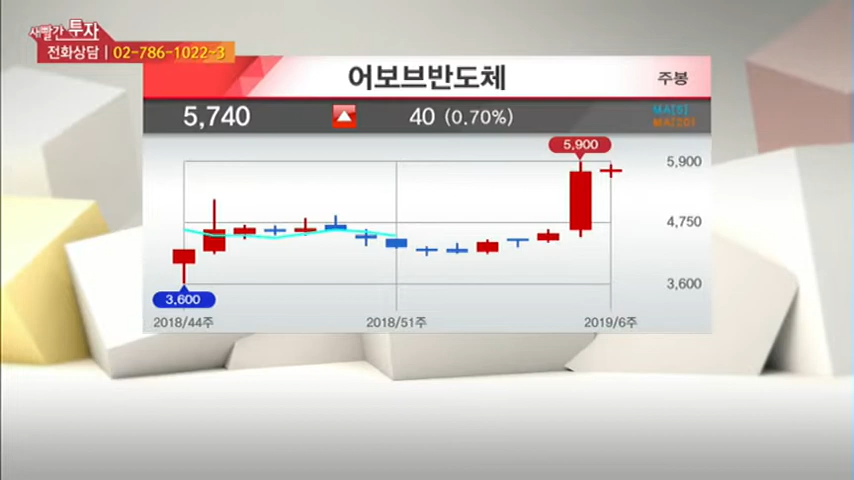 새빨간 투자
전화상담 | 02-786-1022~3
어보브반도체 주봉
5,740 40 (0.70%)
MA[5]
5,900
5,900
4,750
3,600
3,600
2018/44주 2018/51주 2019/6주